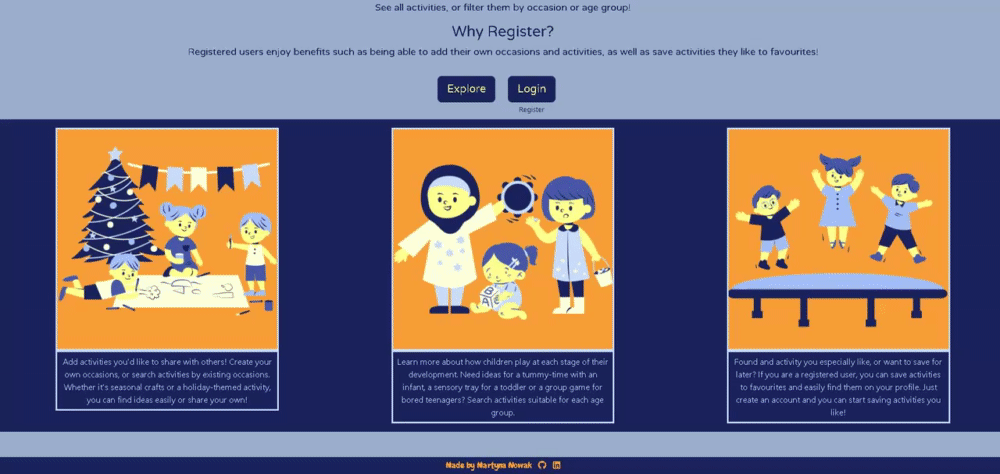 See all activities, or filter them by occasion or age group!
Why Register?
Registered users enjoy benefits such as being able to add their own occasions and activities, as well as save activities they like to favourites!
Explore
Login
Register
Add activities you'd like to share with others! Create your
own occasions, or search activities by existing occasions.
Whether it's seasonal crafts or a holiday-themed activity,
you can find ideas easily or share your own!
B
A
Learn more about how children play at each stage of their
development. Need ideas for a tummy-time with an
infant, a sensory tray for a toddler or a group game for
bored teenagers? Search activities suitable for each age
group.
Found and activity you especially like, or want to save for
later? If you are a registered user, you can save activities
to favourites and easily find them on your profile. Just
create an account and you can start saving activities you
like!
Made by Martyna Nowak